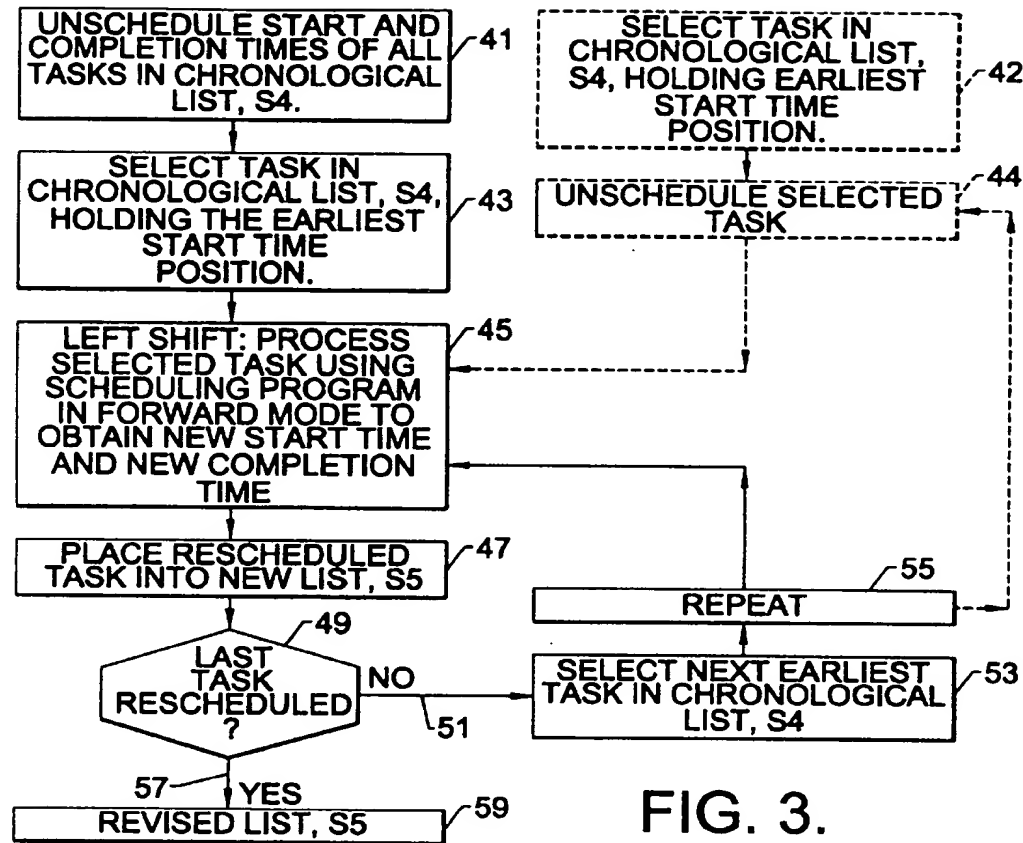 UNSCHEDULE START AND
COMPLETION TIMES OF ALL
TASKS IN CHRONOLOGICAL
LIST, S4.
41
SELECT TASK IN
CHRONOLOGICAL LIST,
S4, HOLDING EARLIEST
START TIME
POSITION.
42
SELECT TASK IN
CHRONOLOGICAL LIST, S4,
HOLDING THE EARLIEST
START TIME
POSITION.
43
UNSCHEDULE SELECTED
TASK
44
LEFT SHIFT: PROCESS
SELECTED TASK USING
SCHEDULING PROGRAM
IN FORWARD MODE TO
OBTAIN NEW START TIME
AND NEW COMPLETION
TIME
45
PLACE RESCHEDULED
TASK INTO NEW LIST, S5
47
LAST
TASK
RESCHEDULED
?
49
NO
51
REPEAT
55
SELECT NEXT EARLIEST
TASK IN CHRONOLOGICAL
LIST, S4
53
57
YES
REVISED LIST, S5
59
FIG. 3.